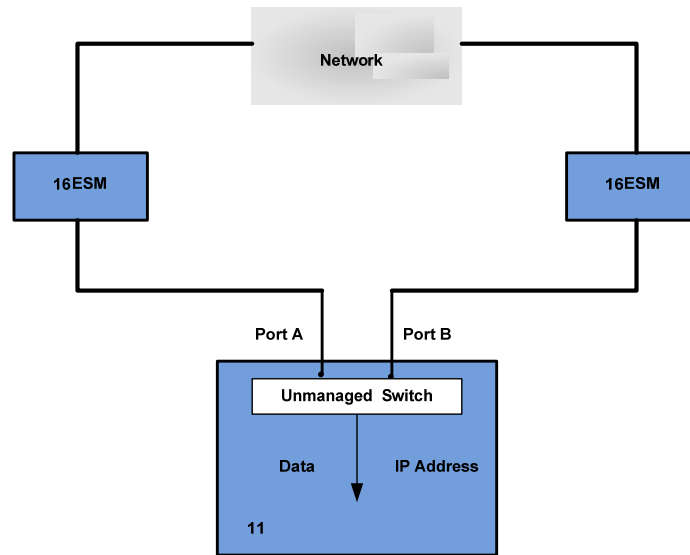 Network
16ESM
16ESM
Port A
Port B
Unmanaged Switch
Data
IP Address
11